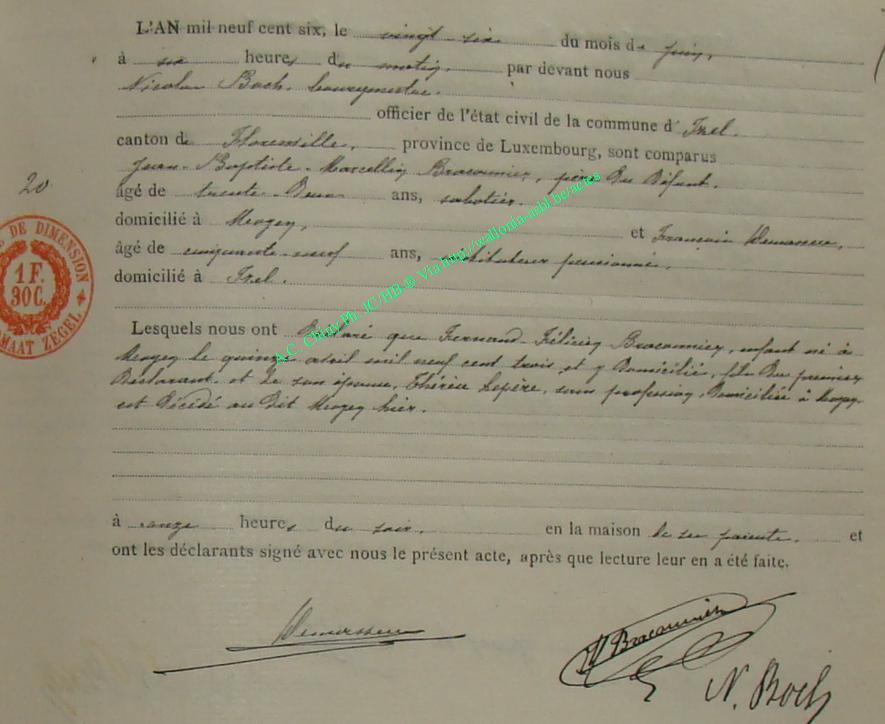 L'AN mil neuf cent six, le vingt-six du mois de juin,
à six heures du matin, par devant nous
Nicolas Boch, bourgmestre.
officier de l'état civil de la commune d'Izel.
canton de Florenville, province de Luxembourg, sont comparus
Jean-Baptiste-Marcellin Braconnier, père du défunt.
20
âgé de trente-deux ans, sabotier.
domicilié à Moyen, et François
âgé de cinquante-neuf ans, instituteur pensionné,
domicilié à Izel.
DE DIMENSION
1 F.
30 C.
MAAT ZEGEL
Lesquels nous ont déclaré que Fernand-Félicien Braconnier, enfant né à
Moyen le quinze avril mil neuf cent trois et y domicilié, fils du premier
déclarant et de son épouse, Thérèse Lepère, sans profession, domiciliée à Moyen,
est décédé au dit Moyen hier.
à onze heures du soir, en la maison de ses parents. et
ont les déclarants signé avec nous le présent acte, après que lecture leur en a été faite.
Braconnier
N. Boch
A.C. Chiny Ph. JC/HB © Via http://wallonia-asbl.be/actes